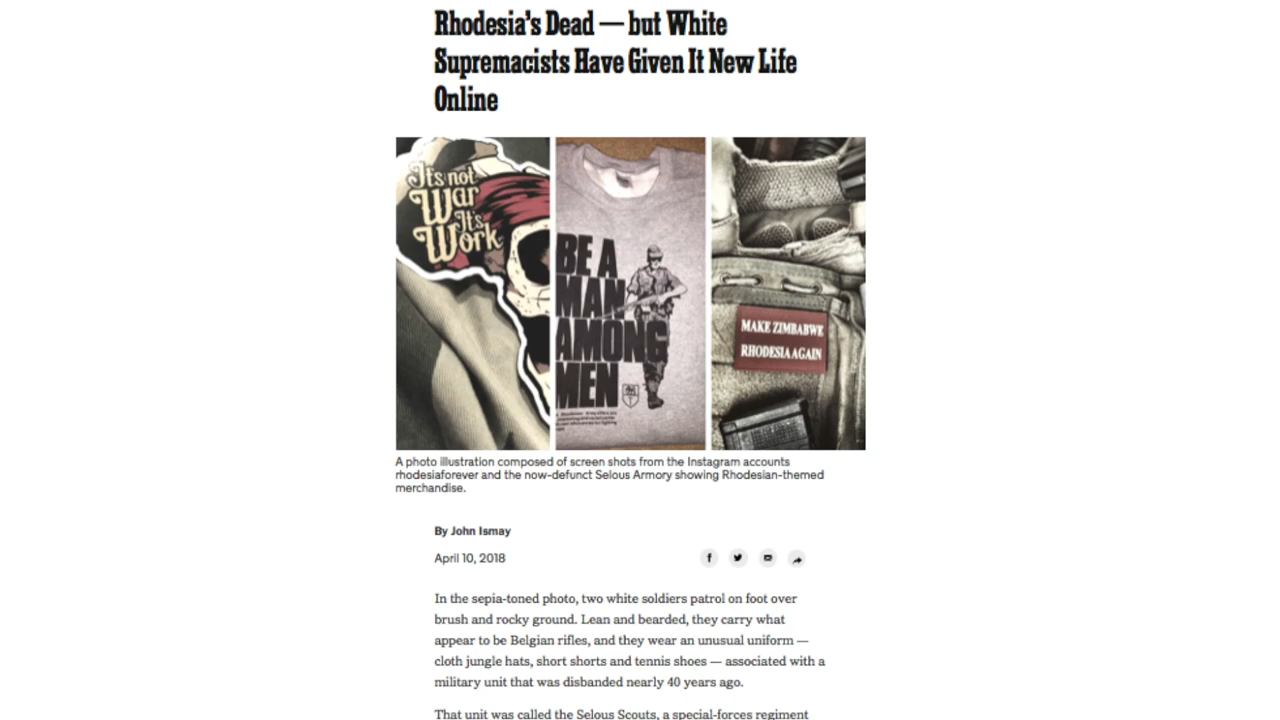 Rhodesia's Dead — but White
Supremacists Have Given It New Life
Online
It's not
War
It's
Work
BE A
MAN
AMONG
MEN
MAKE ZIMBABWE
RHODESIA AGAIN
A photo illustration composed of screen shots from the Instagram accounts
rhodesiaforever and the now-defunct Selous Armory showing Rhodesian-themed
merchandise.
By John Ismay
April 10, 2018
In the sepia-toned photo, two white soldiers patrol on foot over
brush and rocky ground. Lean and bearded, they carry what
appear to be Belgian rifles, and they wear an unusual uniform —
cloth jungle hats, short shorts and tennis shoes — associated with a
military unit that was disbanded nearly 40 years ago.
That unit was called the Selous Scouts, a special-forces regiment